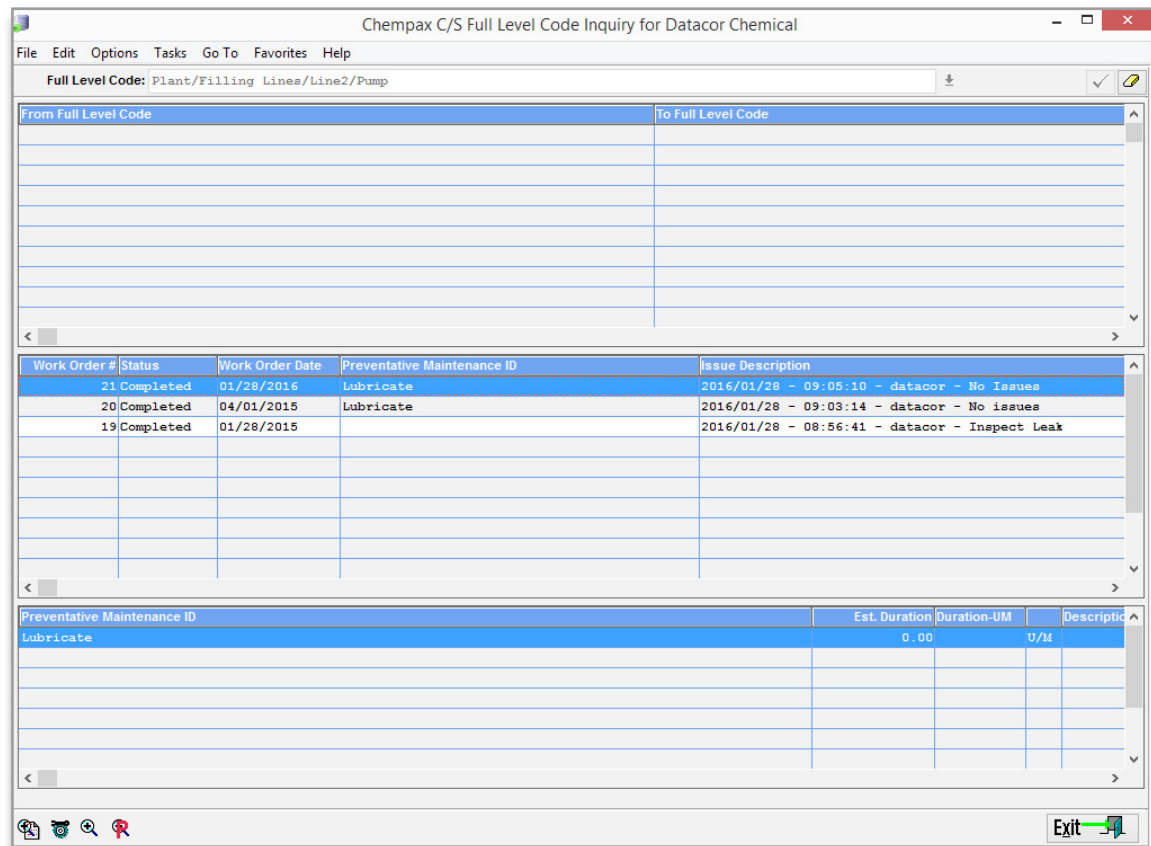 Chempax C/S Full Level Code Inquiry for Datacor Chemical
File Edit Options Tasks Go To Favorites Help
Full Level Code: Plant/Filling Lines/Line2/Pump
From Full Level Code To Full Level Code
Work Order # Status Work Order Date Preventative Maintenance ID Issue Description
21 Completed 01/28/2016 Lubricate 2016/01/28 - 09:05:10 - datacor - No Issues
20 Completed 04/01/2015 Lubricate 2016/01/28 - 09:03:14 - datacor - No issues
19 Completed 01/28/2015 2016/01/28 - 08:56:41 - datacor - Inspect Leak
Preventative Maintenance ID Est. Duration Duration-UM Descriptic
Lubricate 0.00 U/M
Exit